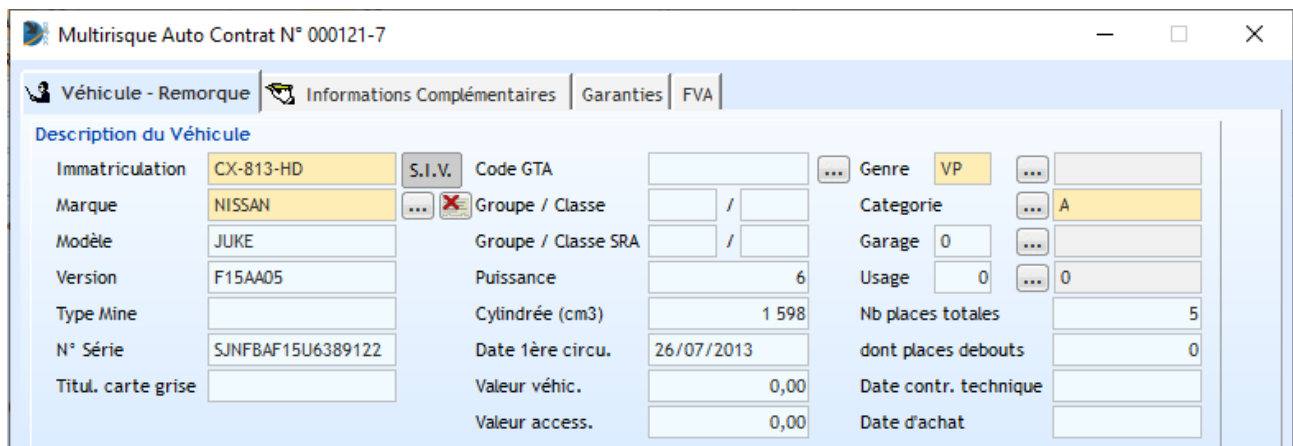 Multirisque Auto Contrat N° 000121-7
Véhicule - Remorque Informations Complémentaires Garanties FVA
Description du Véhicule
Immatriculation CX-813-HD S.I.V. Code GTA ... Genre VP ...
Marque NISSAN ... Groupe / Classe / Categorie ... A
Modèle JUKE Groupe / Classe SRA / Garage 0 ...
Version F15AA05 Puissance 6 Usage 0 ... 0
Type Mine Cylindrée (cm3) 1 598 Nb places totales 5
N° Série SJNFBAF15U6389122 Date 1ère circu. 26/07/2013 dont places debouts 0
Titul. carte grise Valeur véhic. 0,00 Date contr. technique
Valeur access. 0,00 Date d'achat